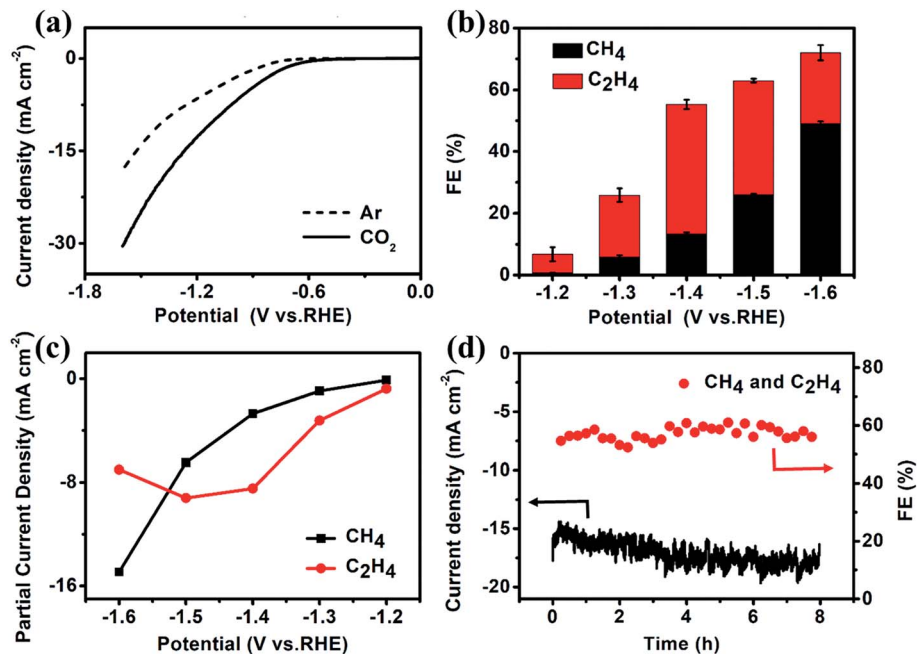 (a)
0
-15
-30
Current density (mA cm⁻²)
Ar
CO₂
-1.8
-1.2
-0.6
0.0
Potential (V vs.RHE)
(b)
80
60
40
20
0
FE (%)
CH₄
C₂H₄
-1.2
-1.3
-1.4
-1.5
-1.6
Potential (V vs.RHE)
(c)
0
-8
-16
Partial Current Density (mA cm⁻²)
CH₄
C₂H₄
-1.6
-1.5
-1.4
-1.3
-1.2
Potential (V vs.RHE)
(d)
0
-5
-10
-15
-20
Current density (mA cm⁻²)
CH₄ and C₂H₄
80
60
40
20
0
FE (%)
0
2
4
6
8
Time (h)